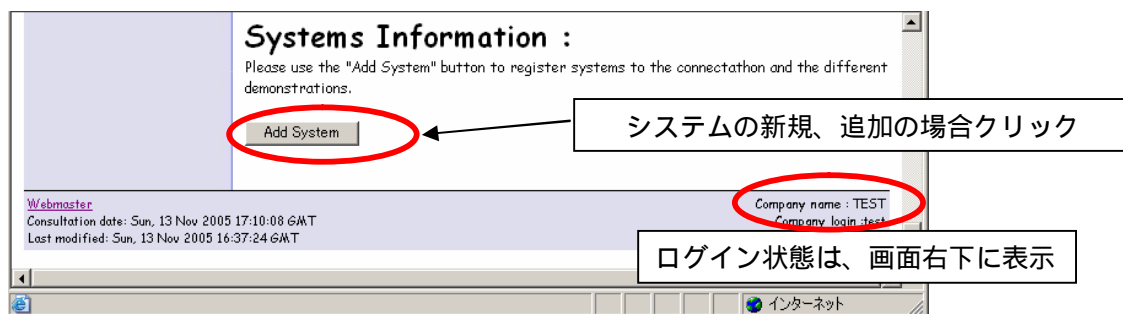 Systems Information :
Please use the "Add System" button to register systems to the connectathon and the different
demonstrations.
Add System
システムの新規、追加の場合クリック
Webmaster
Consultation date: Sun, 13 Nov 2005 17:10:08 GMT
Last modified: Sun, 13 Nov 2005 16:37:24 GMT
Company name : TEST
Company login :test
ログイン状態は、画面右下に表示
インターネット